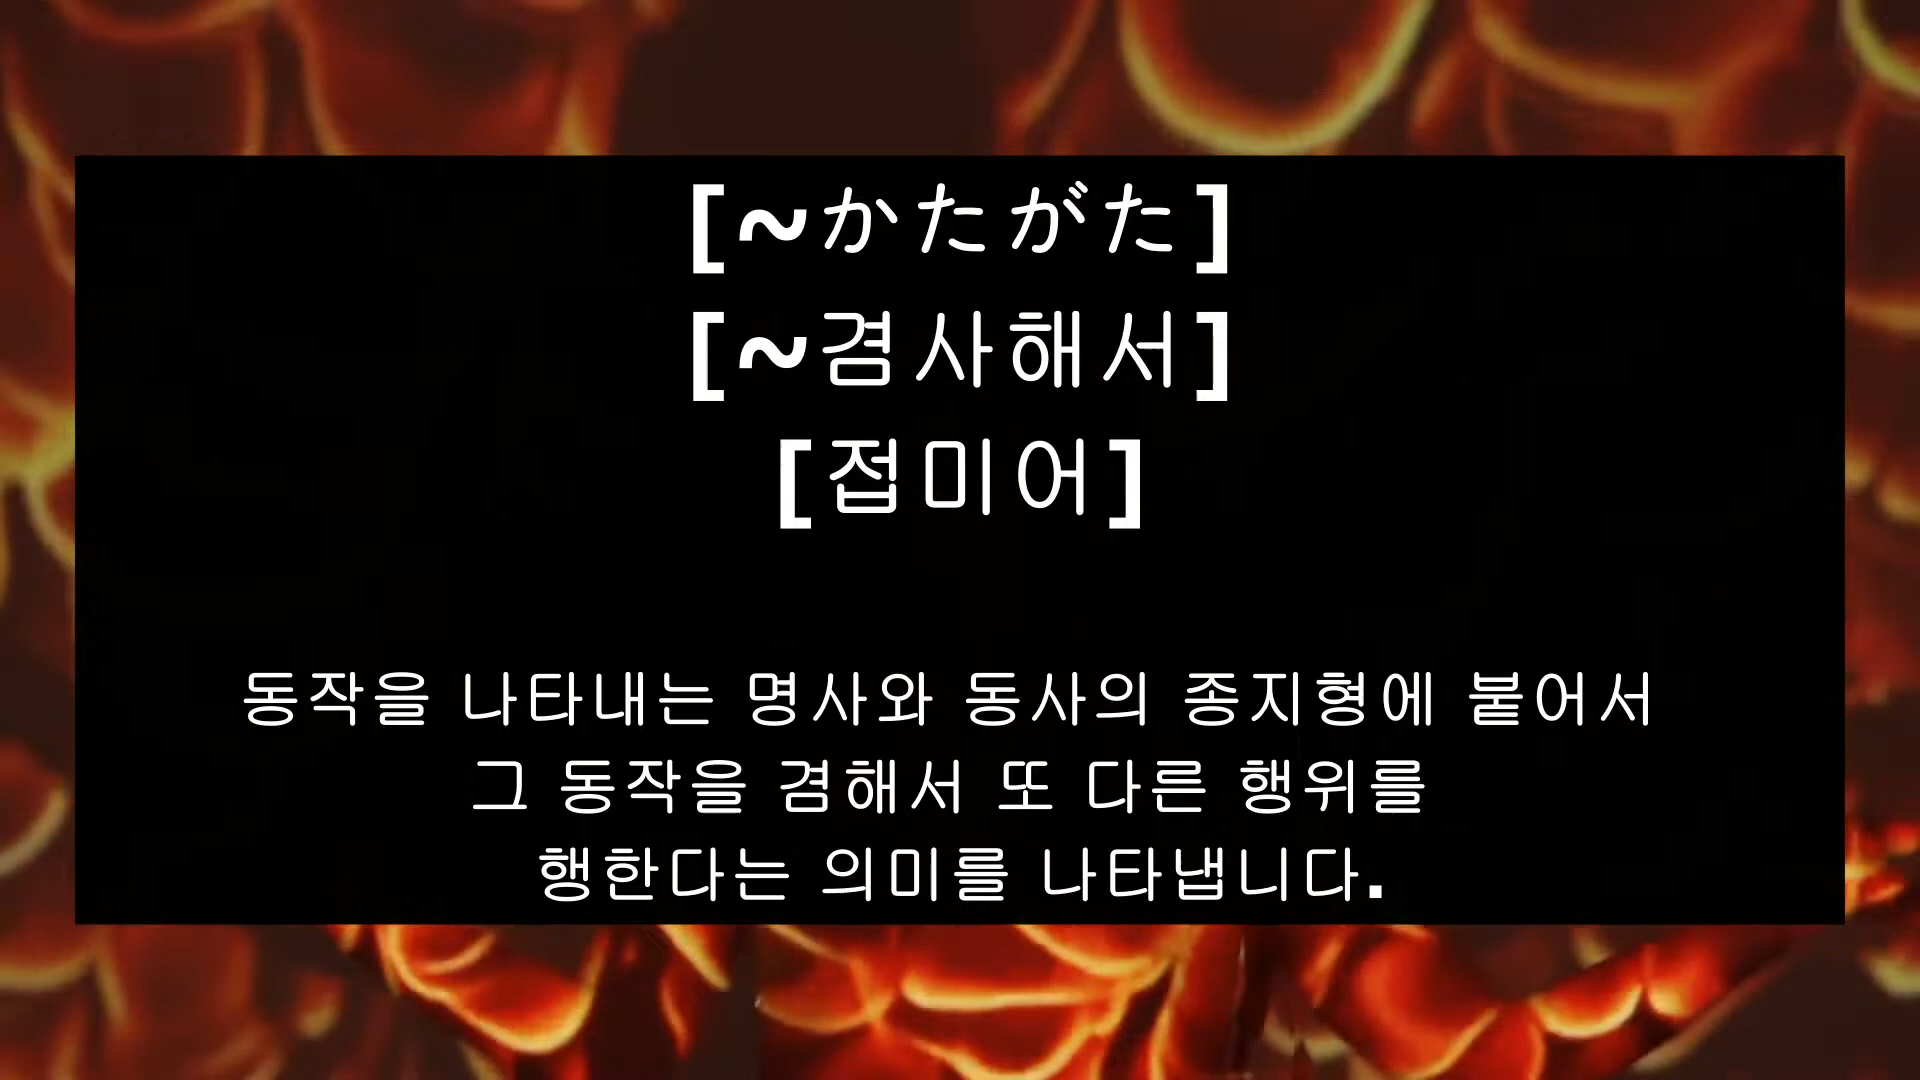 [~かたがた]
[~겸사해서]
[접미어]
동작을 나타내는 명사와 동사의 종지형에 붙어서
그 동작을 겸해서 또 다른 행위를
행한다는 의미를 나타냅니다.